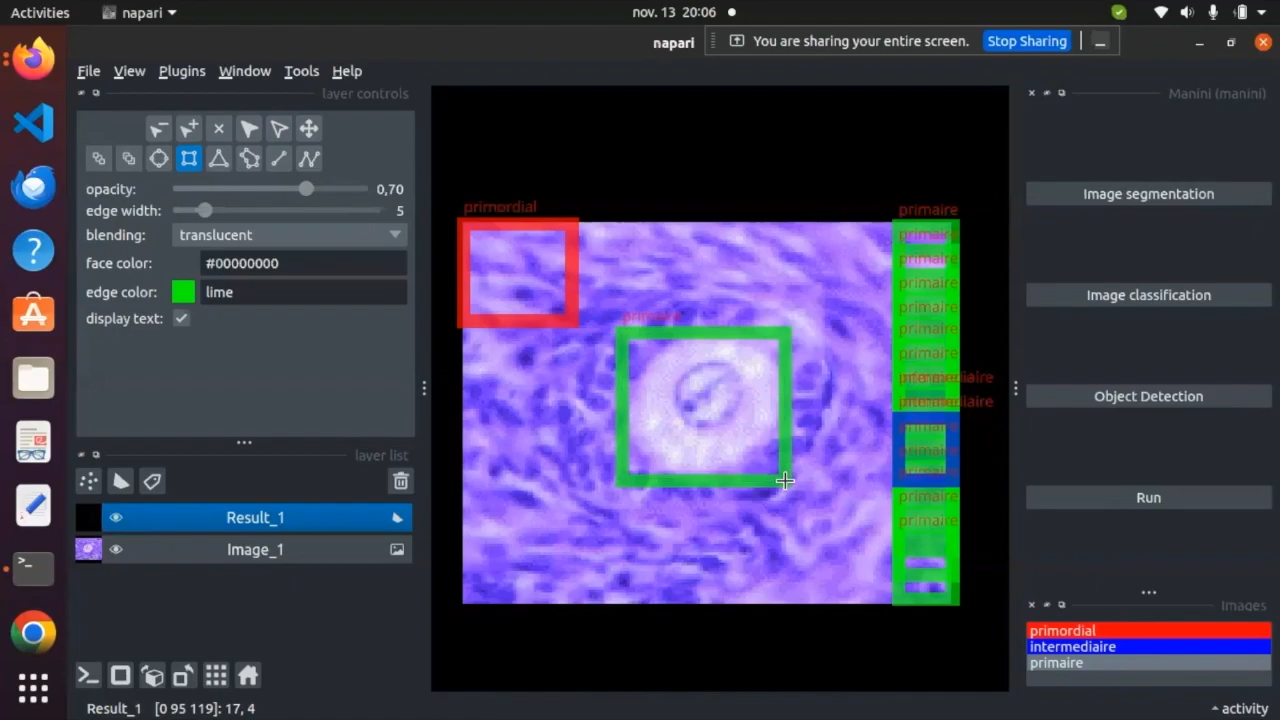 Activities
napari
nov. 13 20:06
napari
You are sharing your entire screen.
Stop Sharing
File View Plugins Window Tools Help
layer controls
Manini (manini)
opacity: 0,70
edge width: 5
blending: translucent
face color: #00000000
edge color: lime
display text:
layer list
Result_1
Image_1
Result_1 [0 95 119]: 17, 4
primordial
primaire
primaire
primaire
primaire
primaire
primaire
primaire
primaire
intermediaire
intermediaire
primaire
primaire
primaire
primaire
primaire
Image segmentation
Image classification
Object Detection
Run
Images
primordial
intermediaire
primaire
activity